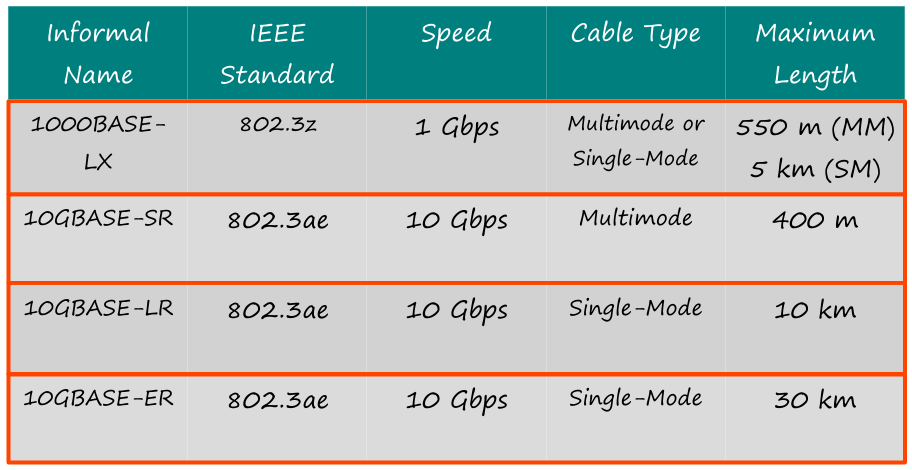 Informal Name | IEEE Standard | Speed | Cable Type | Maximum Length
1000BASE-LX | 802.3z | 1 Gbps | Multimode or Single-Mode | 550 m (MM) 5 km (SM)
10GBASE-SR | 802.3ae | 10 Gbps | Multimode | 400 m
10GBASE-LR | 802.3ae | 10 Gbps | Single-Mode | 10 km
10GBASE-ER | 802.3ae | 10 Gbps | Single-Mode | 30 km